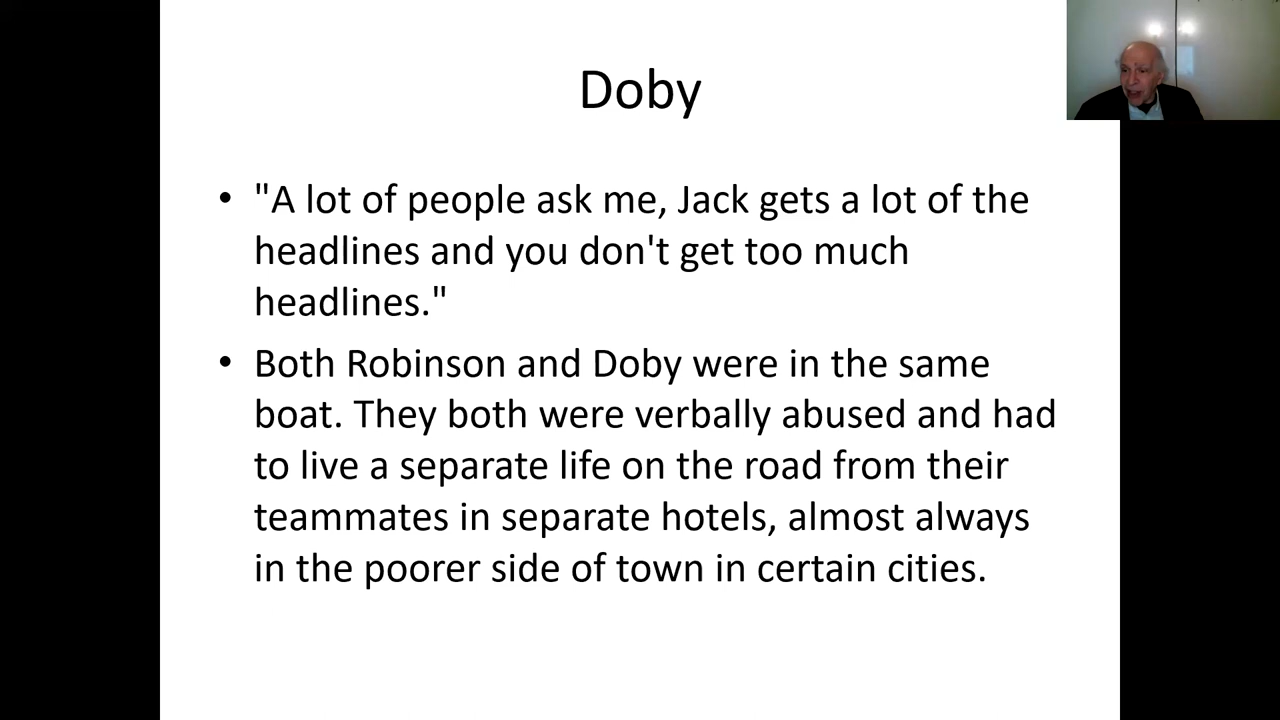 Doby
• "A lot of people ask me, Jack gets a lot of the
headlines and you don't get too much
headlines."
• Both Robinson and Doby were in the same
boat. They both were verbally abused and had
to live a separate life on the road from their
teammates in separate hotels, almost always
in the poorer side of town in certain cities.